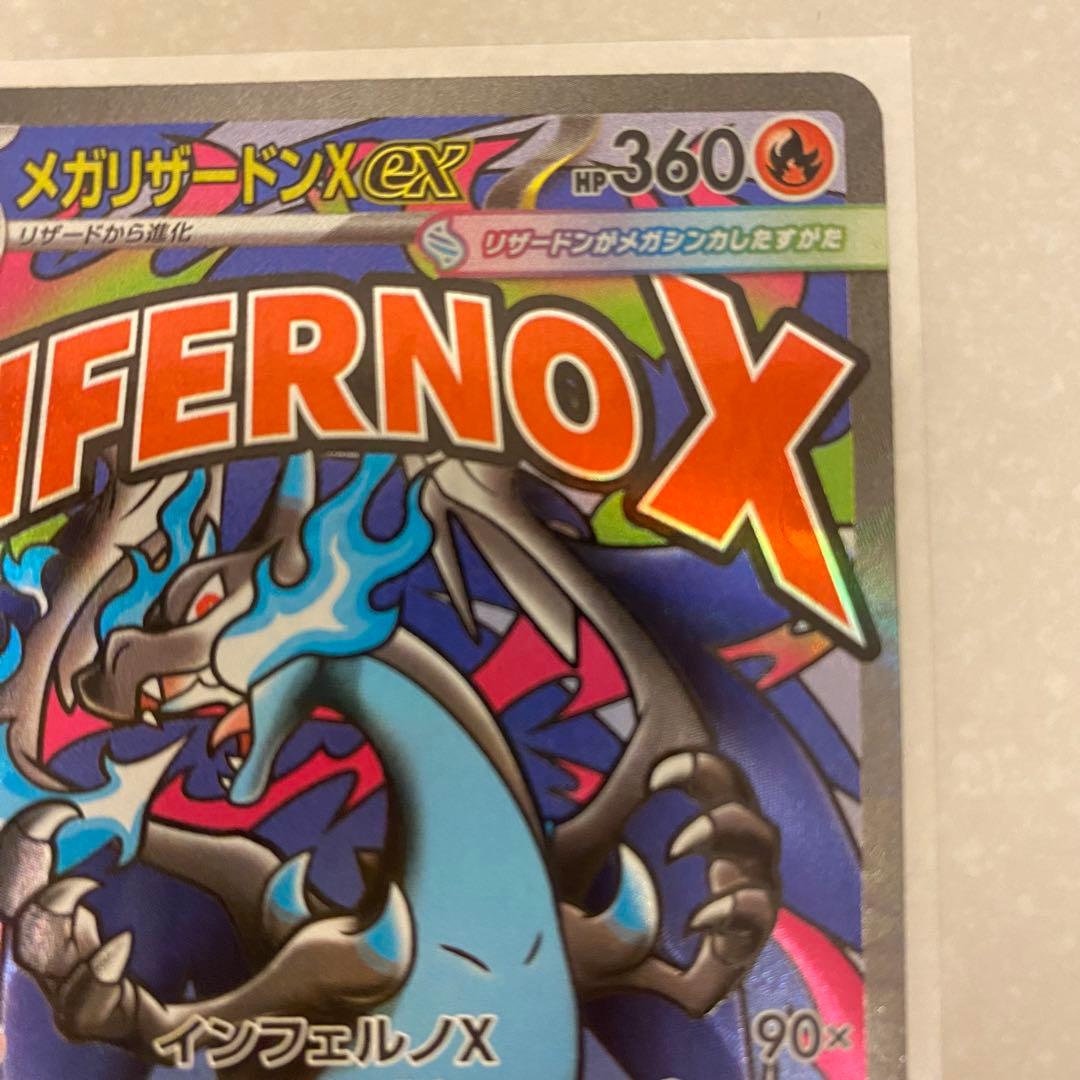 メガリザードンXex HP360
リザードから進化 リザードンがメガシンカしたすがた
NFERNO X
インフェルノX 90×